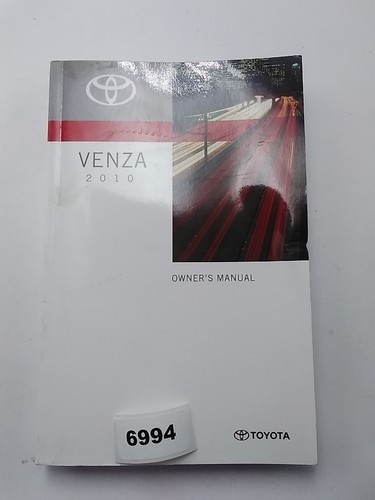 VENZA
2010
OWNER'S MANUAL
6994
TOYOTA